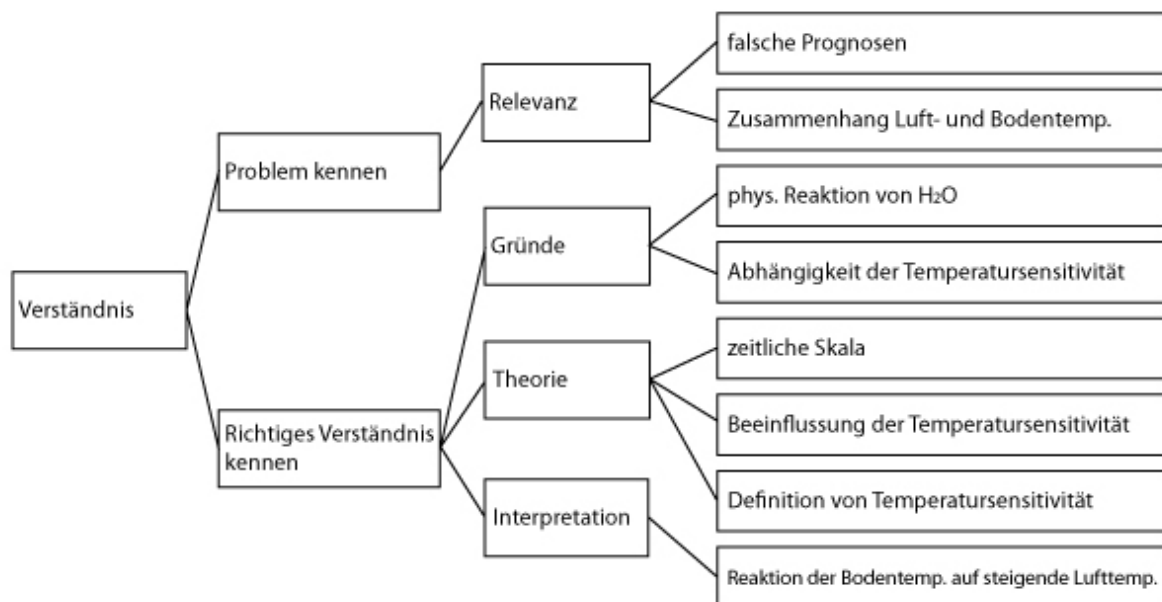 falsche Prognosen
Relevanz
Zusammenhang Luft- und Bodentemp.
Problem kennen
phys. Reaktion von H₂O
Gründe
Abhängigkeit der Temperatursensitivität
Verständnis
zeitliche Skala
Theorie
Beeinflussung der Temperatursensitivität
Richtiges Verständnis
kennen
Definition von Temperatursensitivität
Interpretation
Reaktion der Bodentemp. auf steigende Lufttemp.